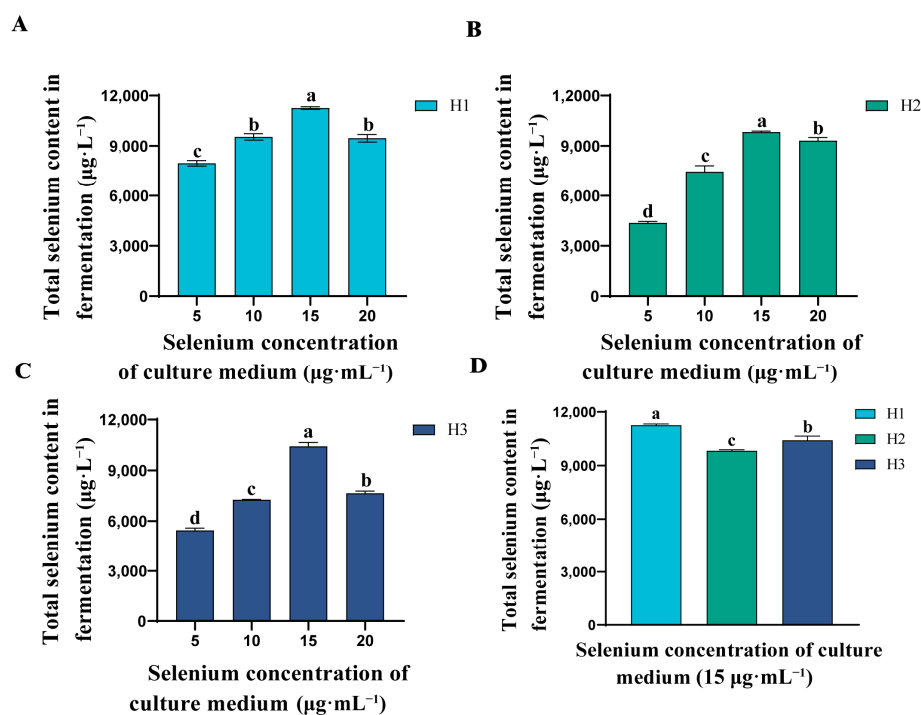 A
Total selenium content in
fermentation (μg·L⁻¹)
12,000
9,000
6,000
3,000
0
c
b
a
b
5
10
15
20
Selenium concentration
of culture medium (μg·mL⁻¹)
H1
B
Total selenium content in
fermentation (μg·L⁻¹)
1,2000
9,000
6,000
3,000
0
d
c
a
b
5
10
15
20
Selenium concentration of
culture medium (μg·mL⁻¹)
H2
C
Total selenium content in
fermentation (μg·L⁻¹)
12,000
9,000
6,000
3,000
0
d
c
a
b
5
10
15
20
Selenium concentration of
culture medium (μg·mL⁻¹)
H3
D
Total selenium content in
fermentation (μg·L⁻¹)
12,000
9,000
6,000
3,000
0
a
c
b
Selenium concentration of culture
medium (15 μg·mL⁻¹)
H1
H2
H3